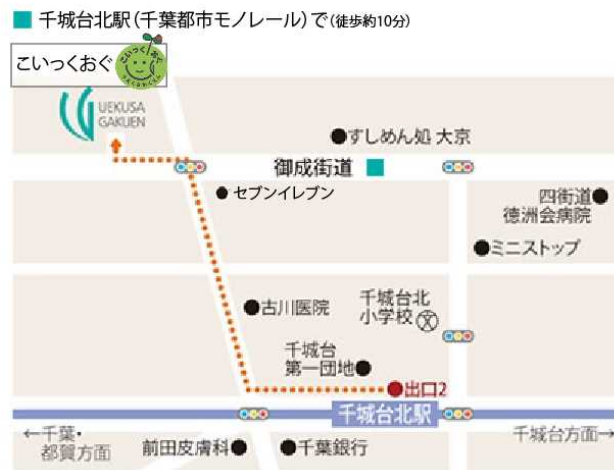 千城台北駅(千葉都市モノレール)で(徒歩約10分)
こいっくおぐ
UEKUSA
GAKUEN
すしめん処 大京
御成街道
セブンイレブン
四街道
徳洲会病院
ミニストップ
古川医院
千城台北
小学校
文
千城台
第一団地
出口2
千城台北駅
←千葉・
都賀方面
千城台方面→
前田皮膚科
千葉銀行